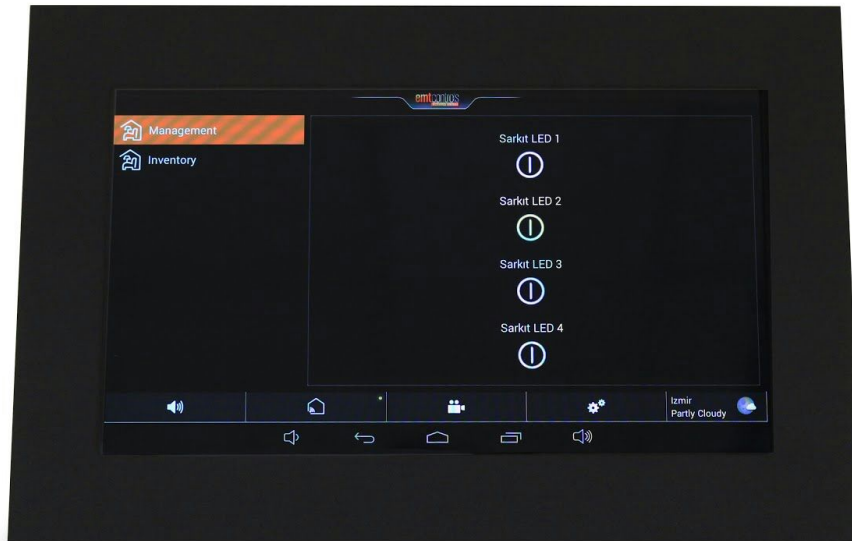 emtcontrols
Management
Inventory
Sarkıt LED 1
Sarkıt LED 2
Sarkıt LED 3
Sarkıt LED 4
Izmir
Partly Cloudy